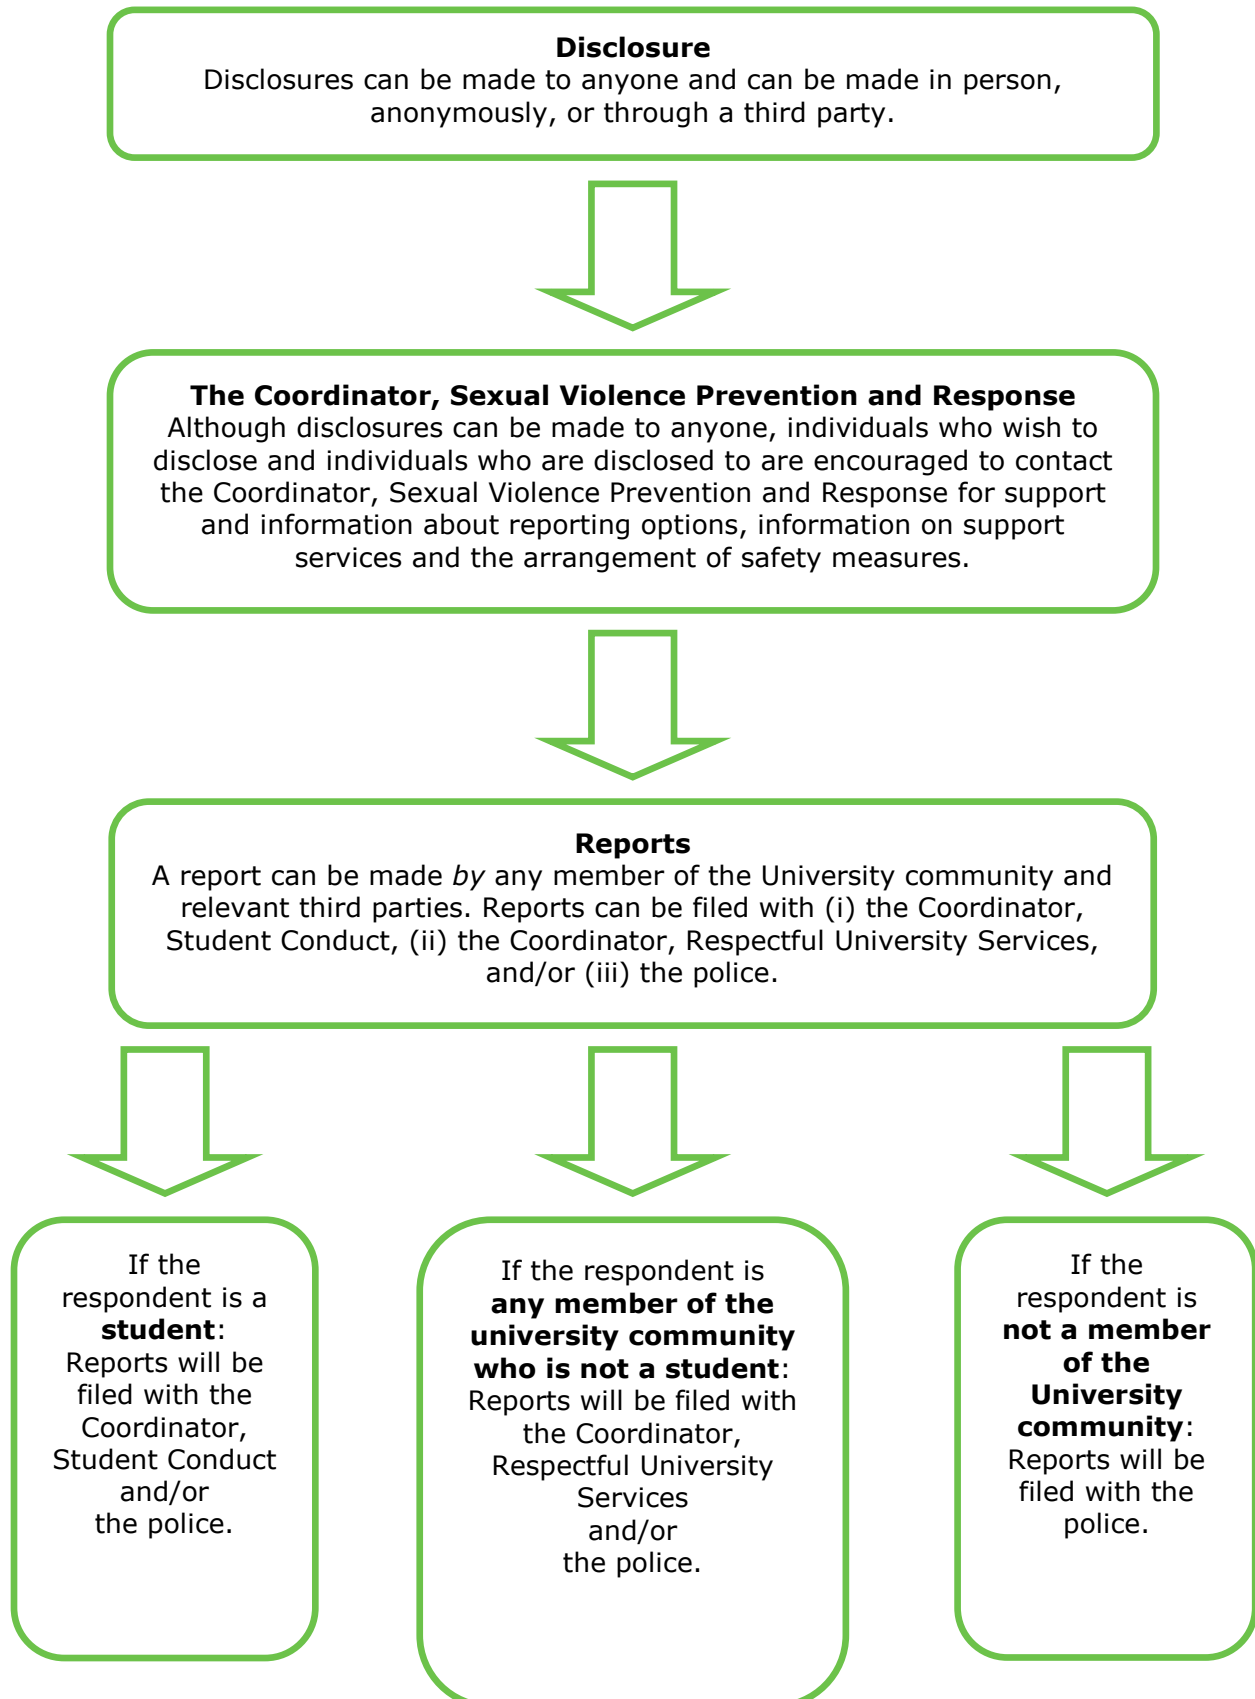 Disclosure
Disclosures can be made to anyone and can be made in person,
anonymously, or through a third party.
The Coordinator, Sexual Violence Prevention and Response
Although disclosures can be made to anyone, individuals who wish to
disclose and individuals who are disclosed to are encouraged to contact
the Coordinator, Sexual Violence Prevention and Response for support
and information about reporting options, information on support
services and the arrangement of safety measures.
Reports
A report can be made by any member of the University community and
relevant third parties. Reports can be filed with (i) the Coordinator,
Student Conduct, (ii) the Coordinator, Respectful University Services,
and/or (iii) the police.
If the
respondent is a
student:
Reports will be
filed with the
Coordinator,
Student Conduct
and/or
the police.
If the respondent is
any member of the
university community
who is not a student:
Reports will be filed with
the Coordinator,
Respectful University
Services
and/or
the police.
If the
respondent is
not a member
of the
University
community:
Reports will be
filed with the
police.